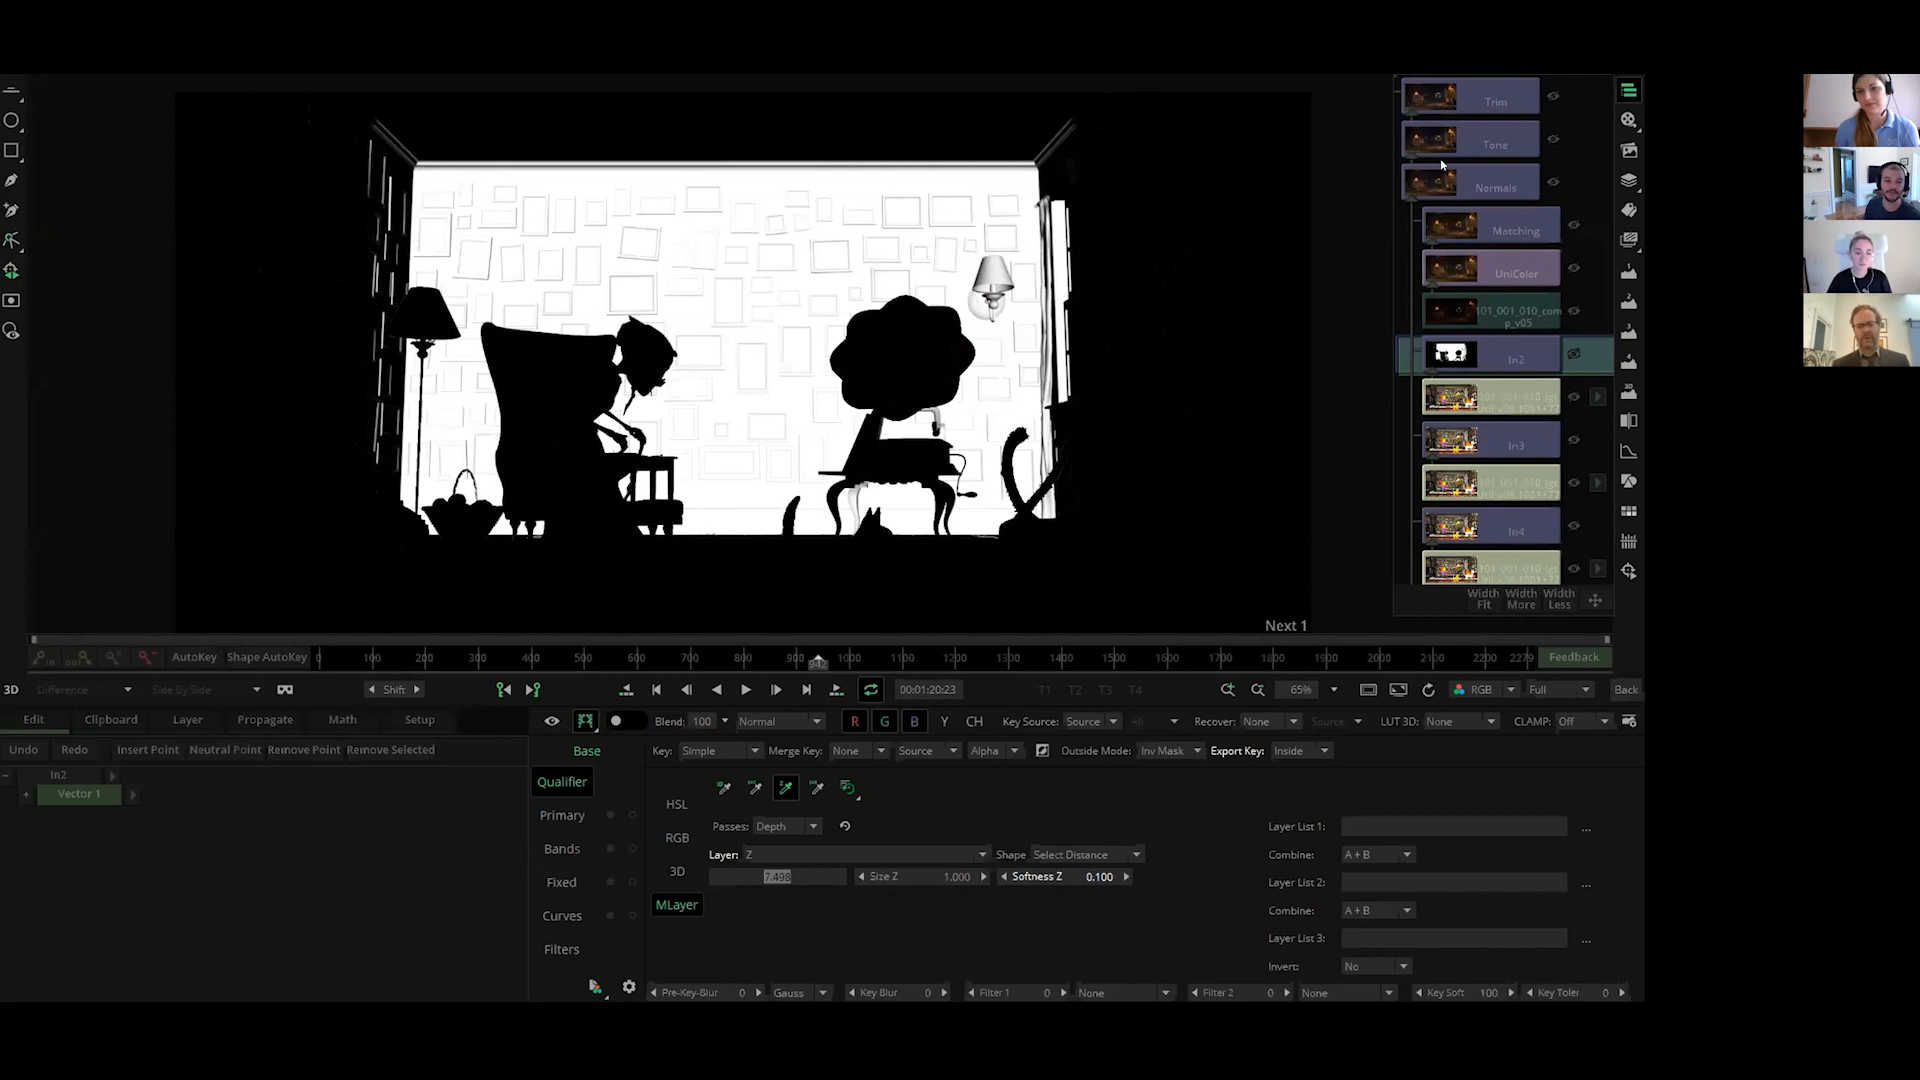 Trim
Tone
Normals
Matching
UniColor
101_001_010_com
p_v05
In2
In3
In4
Width Fit
Width More
Width Less
Next 1
AutoKey
Shape AutoKey
0 100 200 300 400 500 600 700 800 900 942 1000 1100 1200 1300 1400 1500 1600 1700 1800 1900 2000 2100 2200 2279
Feedback
3D Difference Side By Side Shift 00:01:20:23 T1 T2 T3 T4 65% RGB Full Back
Edit Clipboard Layer Propagate Math Setup
Blend: 100 Normal R G B Y CH Key Source: Source All Recover: None Source LUT 3D: None CLAMP: Off
Undo Redo Insert Point Neutral Point Remove Point Remove Selected
Base
Key: Simple Merge Key: None Source Alpha Outside Mode: Inv Mask Export Key: Inside
In2
Vector 1
Qualifier
Primary
Bands
Fixed
Curves
Filters
HSL
RGB
3D
MLayer
Passes: Depth
Layer: Z Shape Select Distance
7.498 Size Z 1.000 Softness Z 0.100
Layer List 1: ...
Combine: A + B
Layer List 2: ...
Combine: A + B
Layer List 3: ...
Invert: No
Pre-Key-Blur 0 Gauss Key Blur 0 Filter 1 0 None Filter 2 0 None Key Soft 100 Key Toler 0